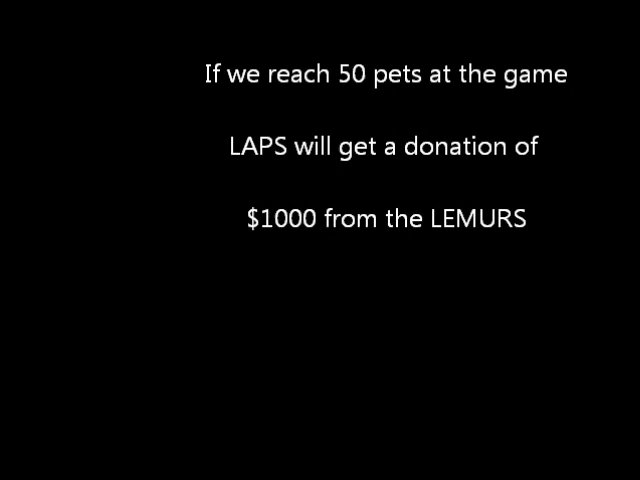 If we reach 50 pets at the game
LAPS will get a donation of
$1000 from the LEMURS